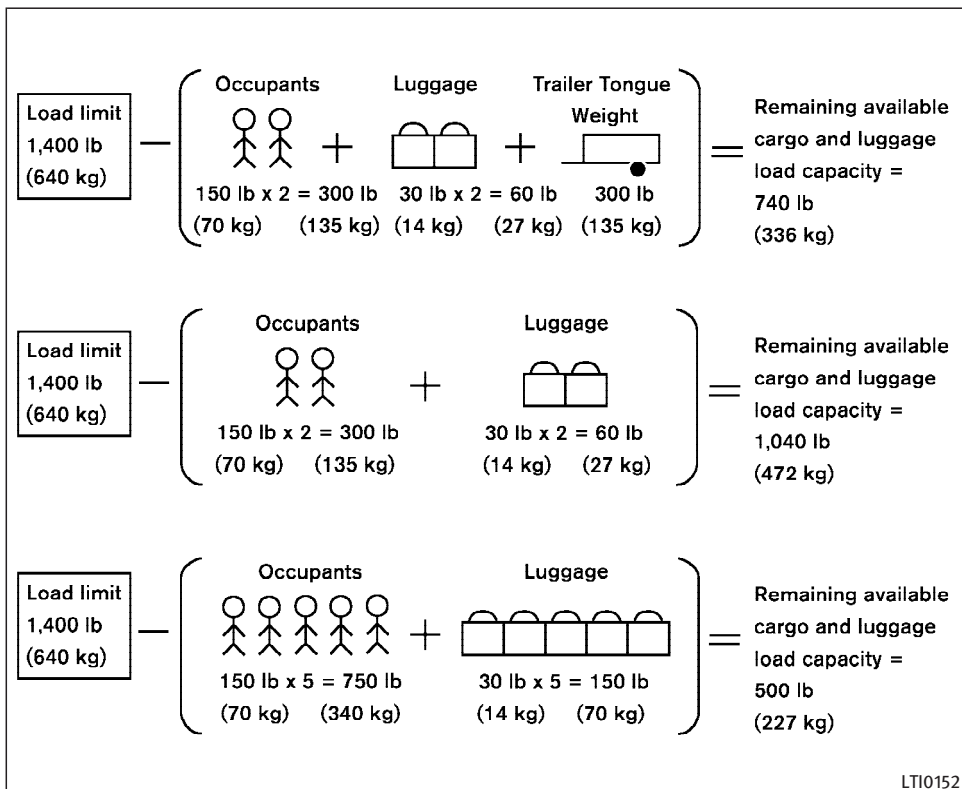 Occupants Luggage Trailer Tongue
Weight
Load limit
1,400 lb
(640 kg)
150 lb x 2 = 300 lb 30 lb x 2 = 60 lb 300 lb
(70 kg) (135 kg) (14 kg) (27 kg) (135 kg)
Remaining available
cargo and luggage
load capacity =
740 lb
(336 kg)
Occupants Luggage
Load limit
1,400 lb
(640 kg)
150 lb x 2 = 300 lb 30 lb x 2 = 60 lb
(70 kg) (135 kg) (14 kg) (27 kg)
Remaining available
cargo and luggage
load capacity =
1,040 lb
(472 kg)
Occupants Luggage
Load limit
1,400 lb
(640 kg)
150 lb x 5 = 750 lb 30 lb x 5 = 150 lb
(70 kg) (340 kg) (14 kg) (70 kg)
Remaining available
cargo and luggage
load capacity =
500 lb
(227 kg)
LTI0152